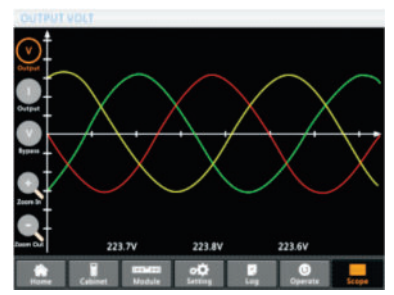 OUTPUT VOLT
V
Output
I
Output
V
Bypass
Zoom In
Zoom Out
223.7V 223.8V 223.6V
Home Cabinet Module Setting Log Operate Scope